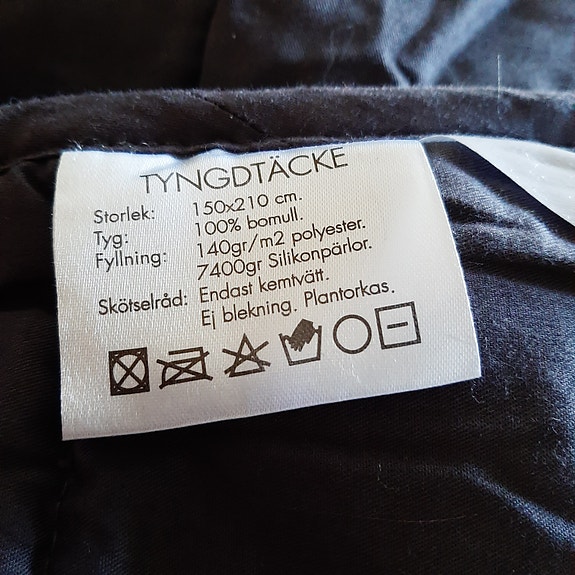 TYNGDTÄCKE
Storlek: 150x210 cm.
Tyg: 100% bomull.
Fyllning: 140gr/m2 polyester.
7400gr Silikonpärlor.
Skötselråd: Endast kemtvätt.
Ej blekning. Plantorkas.